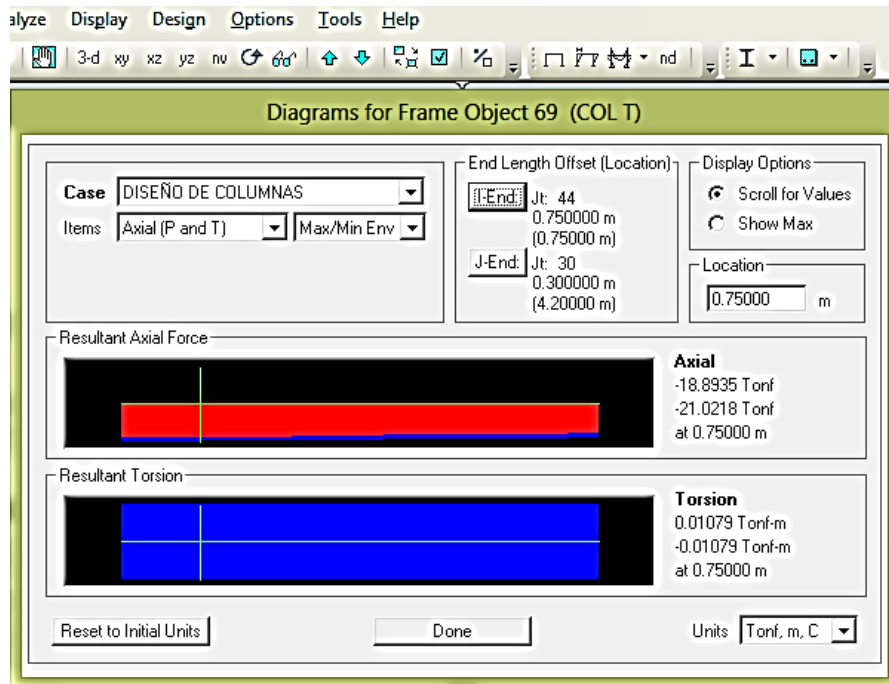 alyze Display Design Options Tools Help
3-d xy xz yz nv nd
Diagrams for Frame Object 69 (COL T)
Case DISEÑO DE COLUMNAS
Items Axial (P and T) Max/Min Env
End Length Offset (Location)
I-End: Jt: 44
0.750000 m
(0.75000 m)
J-End: Jt: 30
0.300000 m
(4.20000 m)
Display Options
Scroll for Values
Show Max
Location
0.75000 m
Resultant Axial Force
Axial
-18.8935 Tonf
-21.0218 Tonf
at 0.75000 m
Resultant Torsion
Torsion
0.01079 Tonf-m
-0.01079 Tonf-m
at 0.75000 m
Reset to Initial Units Done Units Tonf, m, C